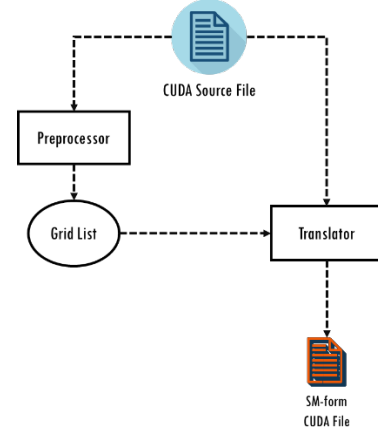 CUDA Source File
Preprocessor
Grid List
Translator
SM-form
CUDA File